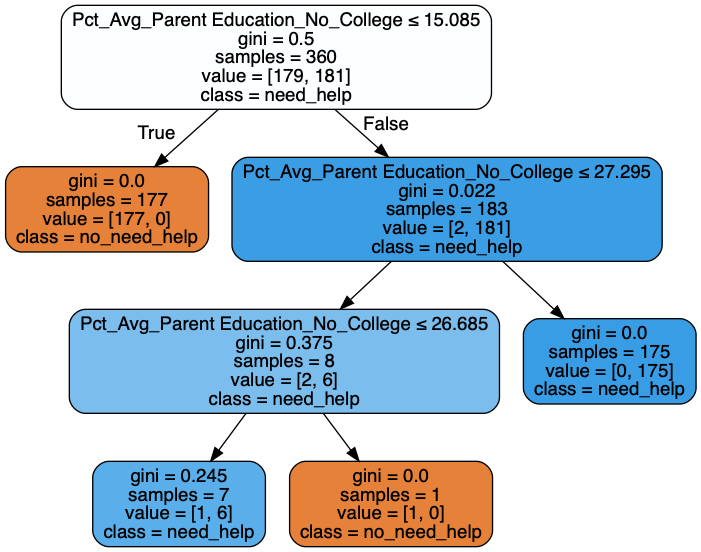 Pct_Avg_Parent Education_No_College ≤ 15.085
gini = 0.5
samples = 360
value = [179, 181]
class = need_help
True
False
gini = 0.0
samples = 177
value = [177, 0]
class = no_need_help
Pct_Avg_Parent Education_No_College ≤ 27.295
gini = 0.022
samples = 183
value = [2, 181]
class = need_help
Pct_Avg_Parent Education_No_College ≤ 26.685
gini = 0.375
samples = 8
value = [2, 6]
class = need_help
gini = 0.0
samples = 175
value = [0, 175]
class = need_help
gini = 0.245
samples = 7
value = [1, 6]
class = need_help
gini = 0.0
samples = 1
value = [1, 0]
class = no_need_help